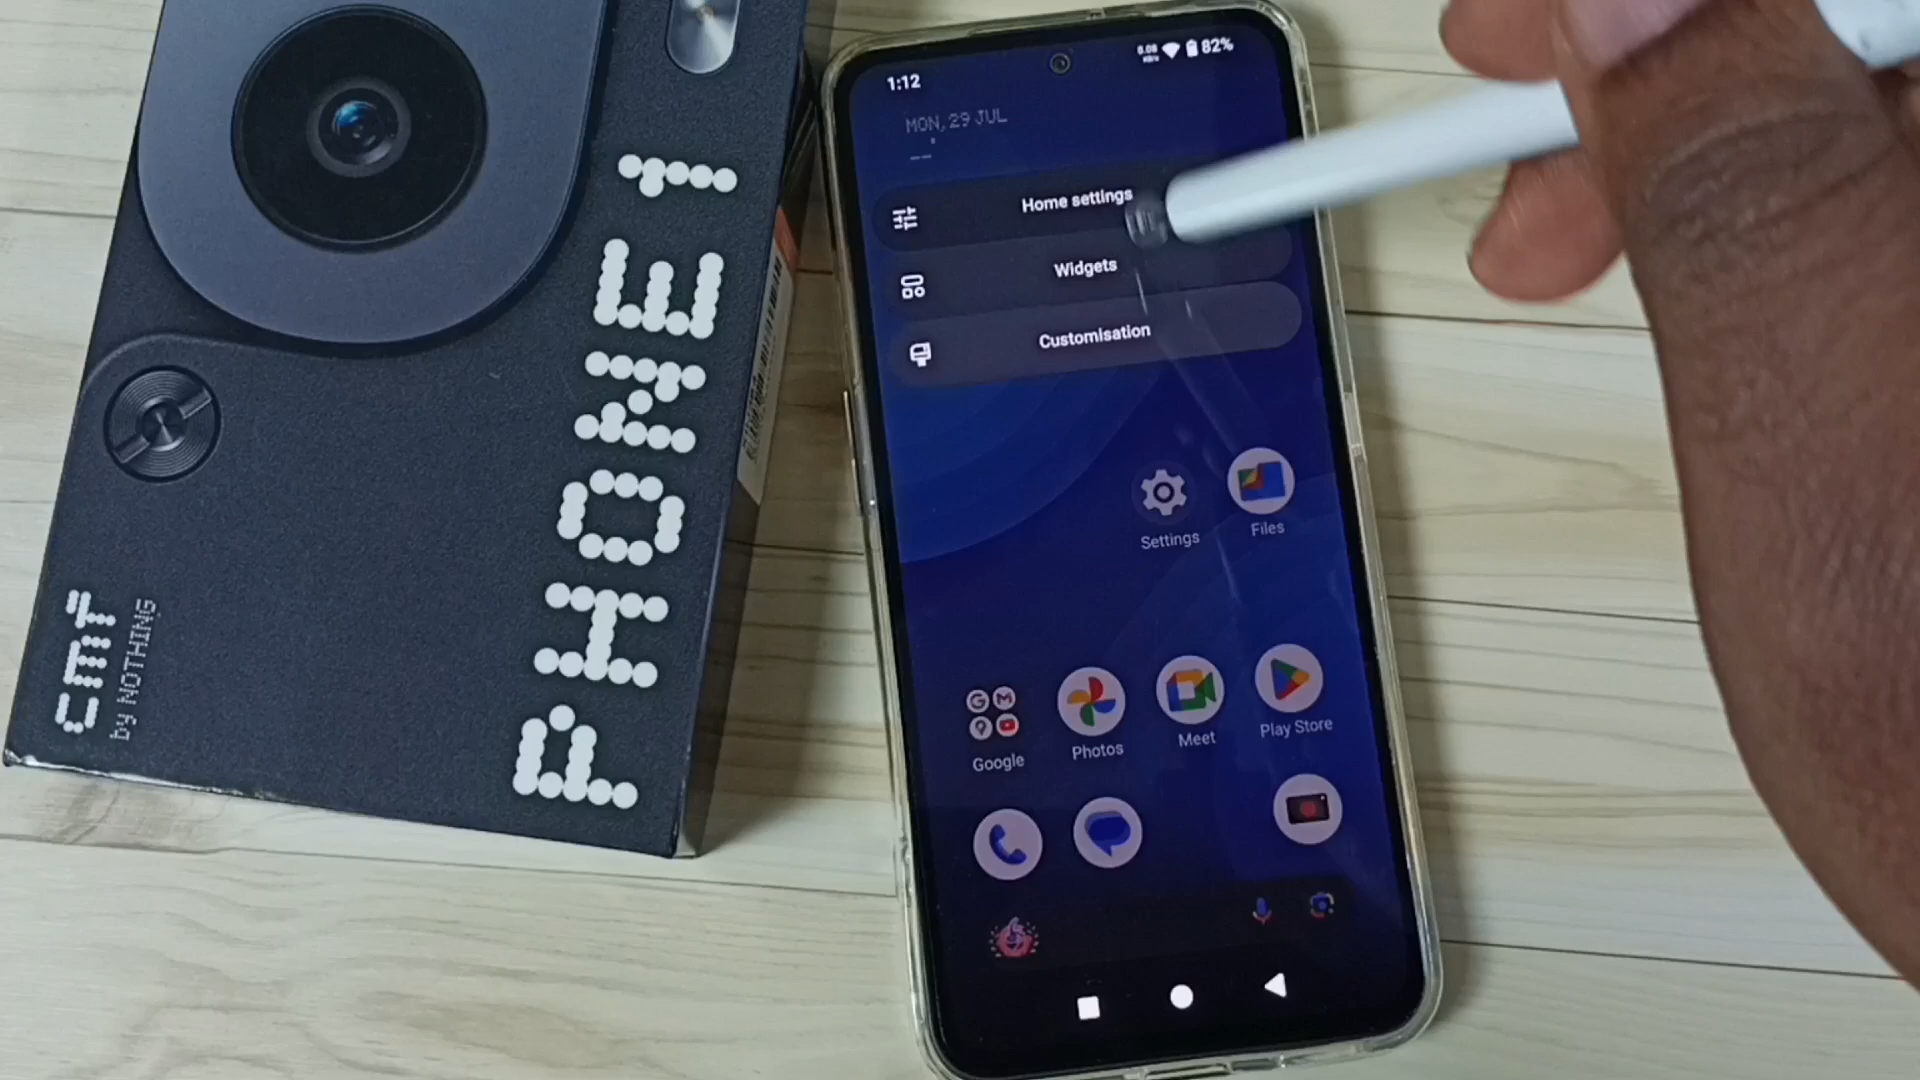 PHONE 1
cmf
by NOTHING
1:12
82%
MON, 29 JUL
Home settings
Widgets
Customisation
Settings
Files
Google
Photos
Meet
Play Store